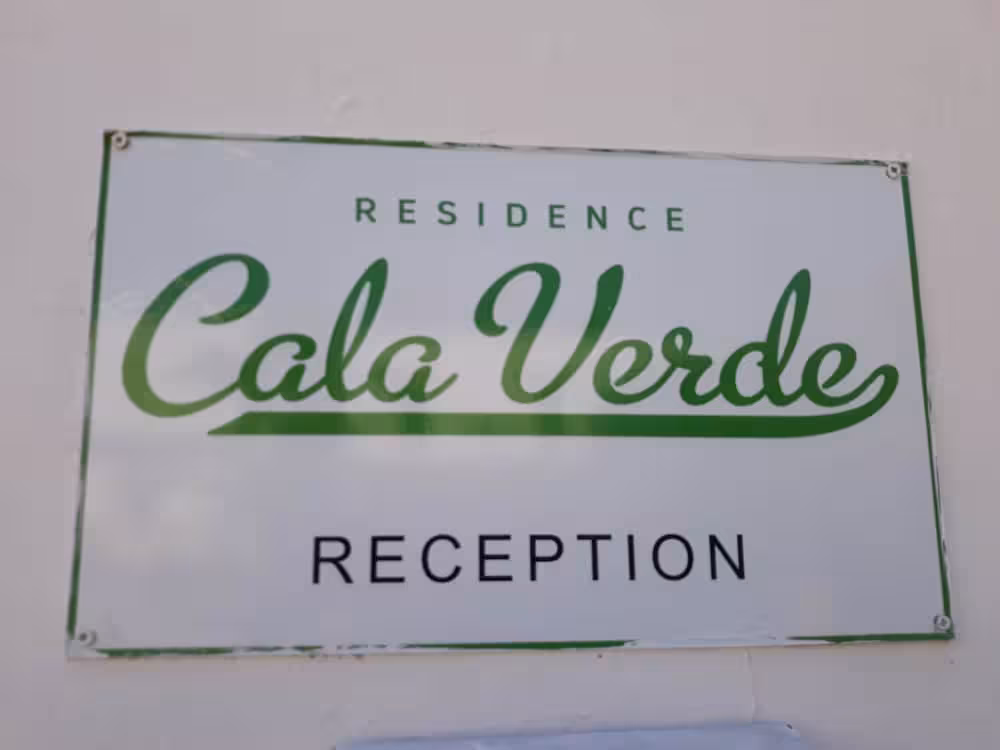 RESIDENCE
Cala Verde
RECEPTION